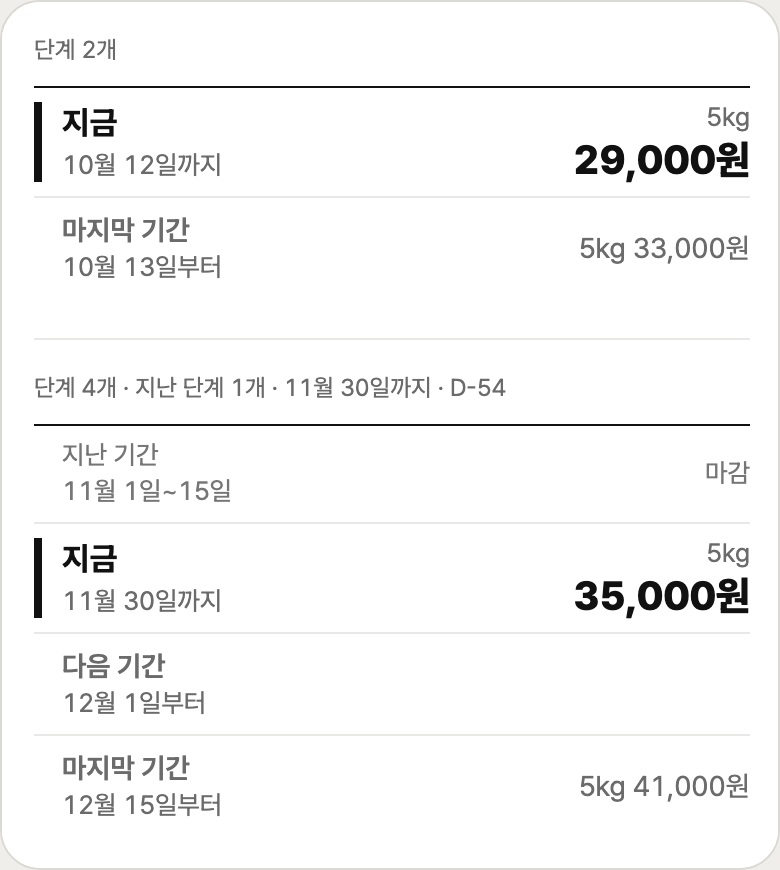 단계 2개
지금
10월 12일까지
5kg
29,000원
마지막 기간
10월 13일부터
5kg 33,000원
단계 4개 · 지난 단계 1개 · 11월 30일까지 · D-54
지난 기간
11월 1일~15일
마감
지금
11월 30일까지
5kg
35,000원
다음 기간
12월 1일부터
마지막 기간
12월 15일부터
5kg 41,000원